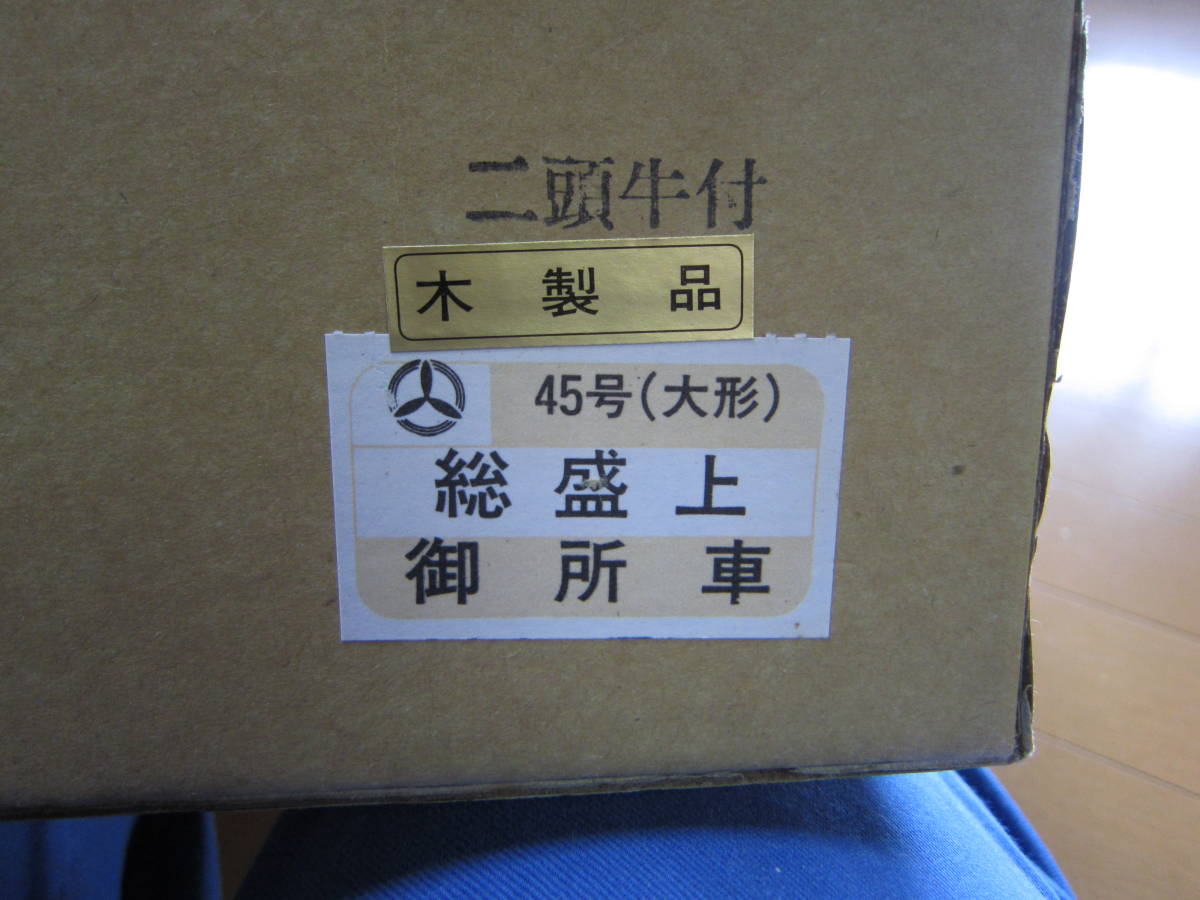 二頭牛付
木製品
45号(大形)
総盛上
御所車